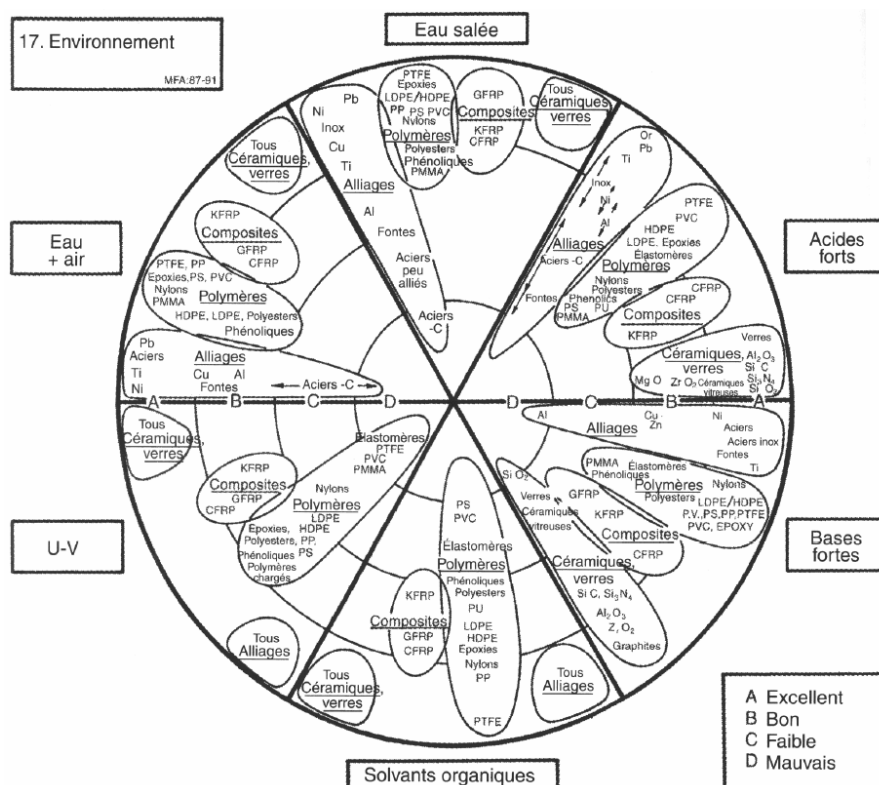 17. Environnement
MFA:87-91
Eau salée
Pb
Ni
Inox
Cu
Ti
Alliages
Al
Fontes
Aciers
peu
alliés
Aciers
-C
PTFE
Epoxies
LDPE/HDPE
PP PS PVC
Nylons
Polymères
Polyesters
Phénoliques
PMMA
GFRP
Composites
KFRP
CFRP
Tous
Céramiques
verres
Acides
forts
Or
Pb
Ti
Inox
Ni
Al
Alliages
Aciers -C
Fontes
PTFE
PVC
HDPE
LDPE. Epoxies
Élastomères
Polymères
Nylons
Polyesters
Phenolics
PS PU
PMMA
CFRP
CFRP
Composites
KFRP
Verres
Céramiques,
verres
Al₂O₃
Si C
Si₃N₄
Si O₂
Mg O
Zr O₂
Céramiques
vitreuses
Eau
+ air
Tous
Céramiques,
verres
KFRP
Composites
GFRP
CFRP
PTFE, PP
Epoxies,PS, PVC
Nylons
Polymères
PMMA
HDPE, LDPE, Polyesters
Phénoliques
Pb
Aciers
Alliages
Ti
Cu Al
Ni
Fontes
Aciers -C
A B C D D C B A
U-V
Tous
Céramiques,
verres
KFRP
Composites
GFRP
CFRP
Élastomères
PTFE
PVC
PMMA
Nylons
Polymères
LDPE
Epoxies, HDPE
Polyesters, PP,
Phénoliques PS
Polymères
chargés
Tous
Alliages
Solvants organiques
Tous
Céramiques,
verres
KFRP
Composites
GFRP
CFRP
PS
PVC
Élastomères
Polymères
Phénoliques
Polyesters
PU
LDPE
HDPE
Epoxies
Nylons
PP
PTFE
Tous
Alliages
Bases
fortes
Al
Cu
Zn
Alliages
Ni
Aciers
Aciers inox
Fontes
Ti
PMMA
Phénoliques
Élastomères
Polymères
Polyesters
Nylons
LDPE/HDPE
P.V.,PS,PP,PTFE
PVC, EPOXY
GFRP
KFRP
Composites
CFRP
Si O₂
Verres
Céramiques
vitreuses
Céramiques,
verres
Si C, Si₃N₄
Al₂O₃
Z, O₂
Graphites
A Excellent
B Bon
C Faible
D Mauvais